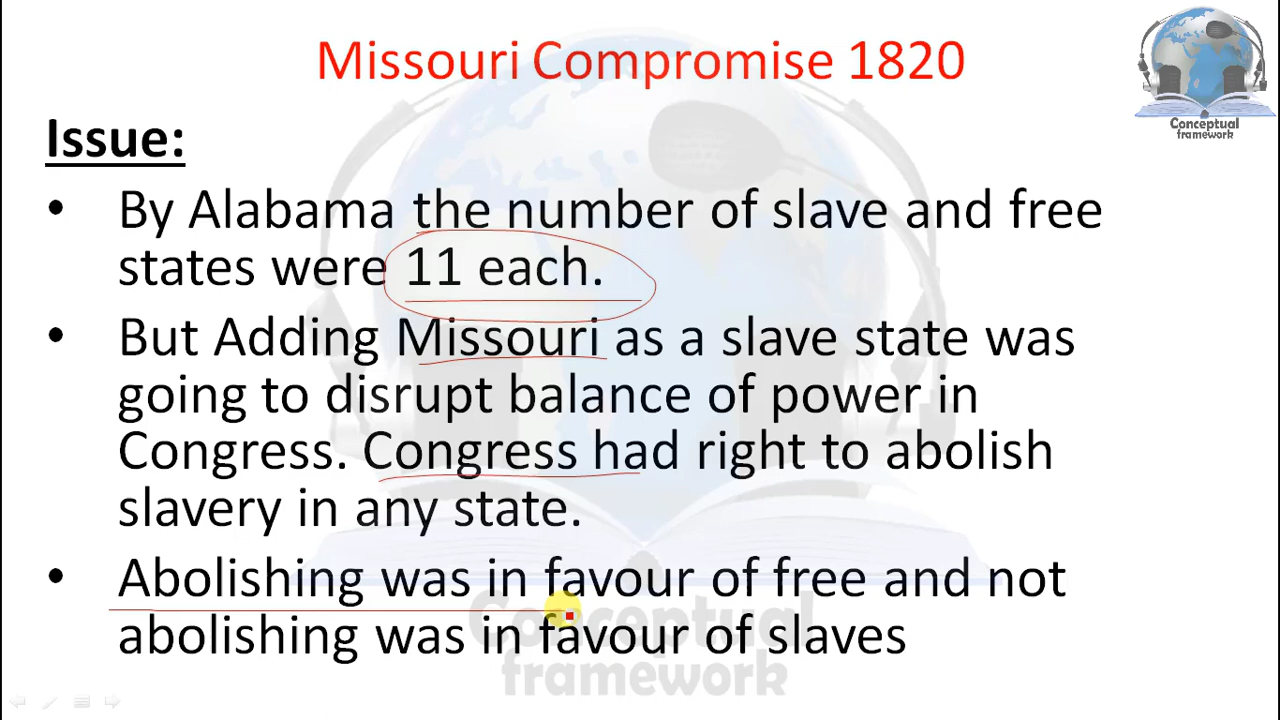 Missouri Compromise 1820
Conceptual
framework
Issue:
• By Alabama the number of slave and free
states were 11 each.
• But Adding Missouri as a slave state was
going to disrupt balance of power in
Congress. Congress had right to abolish
slavery in any state.
• Abolishing was in favour of free and not
abolishing was in favour of slaves
Conceptual
framework